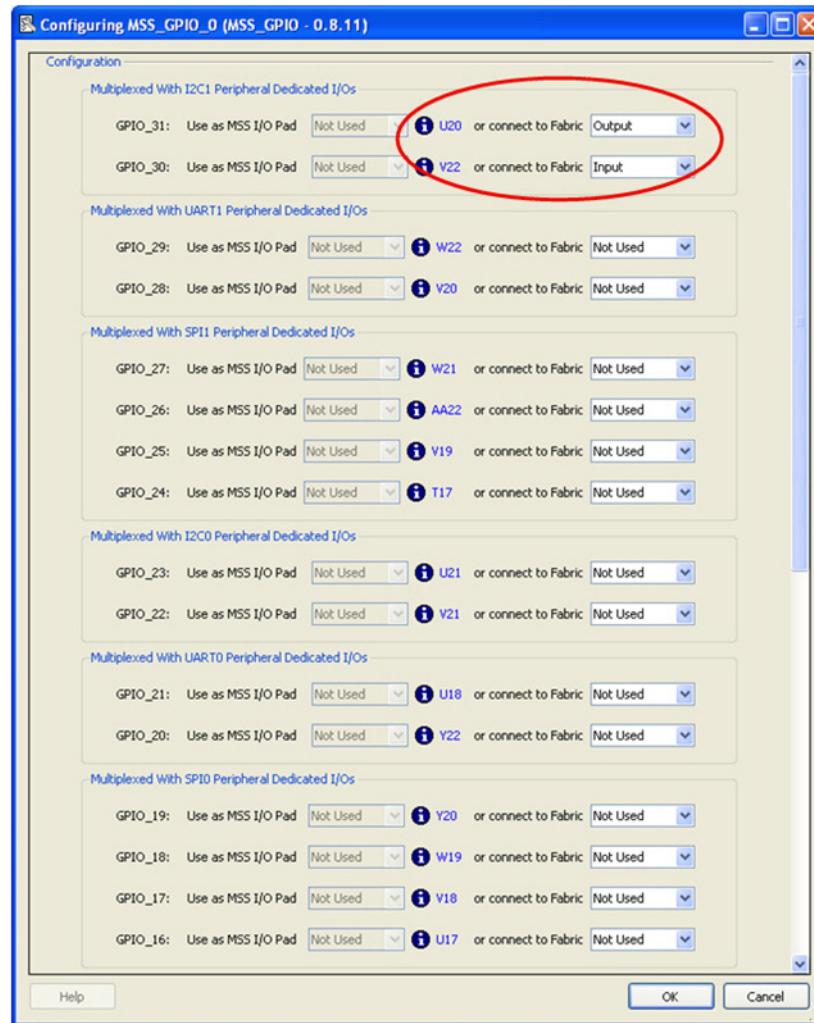 Configuring MSS_GPIO_0 (MSS_GPIO - 0.8.11)
Configuration
Multiplexed With I2C1 Peripheral Dedicated I/Os
GPIO_31: Use as MSS I/O Pad Not Used U20 or connect to Fabric Output
GPIO_30: Use as MSS I/O Pad Not Used V22 or connect to Fabric Input
Multiplexed With UART1 Peripheral Dedicated I/Os
GPIO_29: Use as MSS I/O Pad Not Used W22 or connect to Fabric Not Used
GPIO_28: Use as MSS I/O Pad Not Used V20 or connect to Fabric Not Used
Multiplexed With SPI1 Peripheral Dedicated I/Os
GPIO_27: Use as MSS I/O Pad Not Used W21 or connect to Fabric Not Used
GPIO_26: Use as MSS I/O Pad Not Used AA22 or connect to Fabric Not Used
GPIO_25: Use as MSS I/O Pad Not Used V19 or connect to Fabric Not Used
GPIO_24: Use as MSS I/O Pad Not Used T17 or connect to Fabric Not Used
Multiplexed With I2C0 Peripheral Dedicated I/Os
GPIO_23: Use as MSS I/O Pad Not Used U21 or connect to Fabric Not Used
GPIO_22: Use as MSS I/O Pad Not Used V21 or connect to Fabric Not Used
Multiplexed With UART0 Peripheral Dedicated I/Os
GPIO_21: Use as MSS I/O Pad Not Used U18 or connect to Fabric Not Used
GPIO_20: Use as MSS I/O Pad Not Used Y22 or connect to Fabric Not Used
Multiplexed With SPI0 Peripheral Dedicated I/Os
GPIO_19: Use as MSS I/O Pad Not Used Y20 or connect to Fabric Not Used
GPIO_18: Use as MSS I/O Pad Not Used W19 or connect to Fabric Not Used
GPIO_17: Use as MSS I/O Pad Not Used V18 or connect to Fabric Not Used
GPIO_16: Use as MSS I/O Pad Not Used U17 or connect to Fabric Not Used
Help OK Cancel